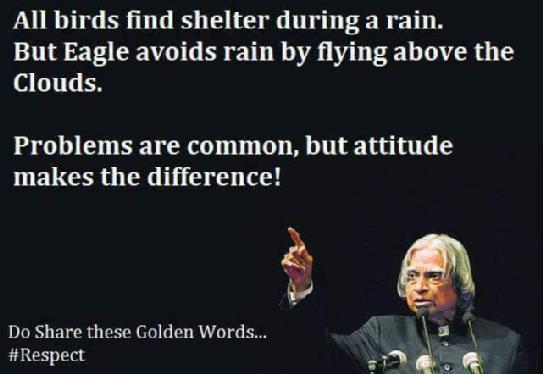 All birds find shelter during a rain.
But Eagle avoids rain by flying above the
Clouds.
Problems are common, but attitude
makes the difference!
Do Share these Golden Words...
#Respect